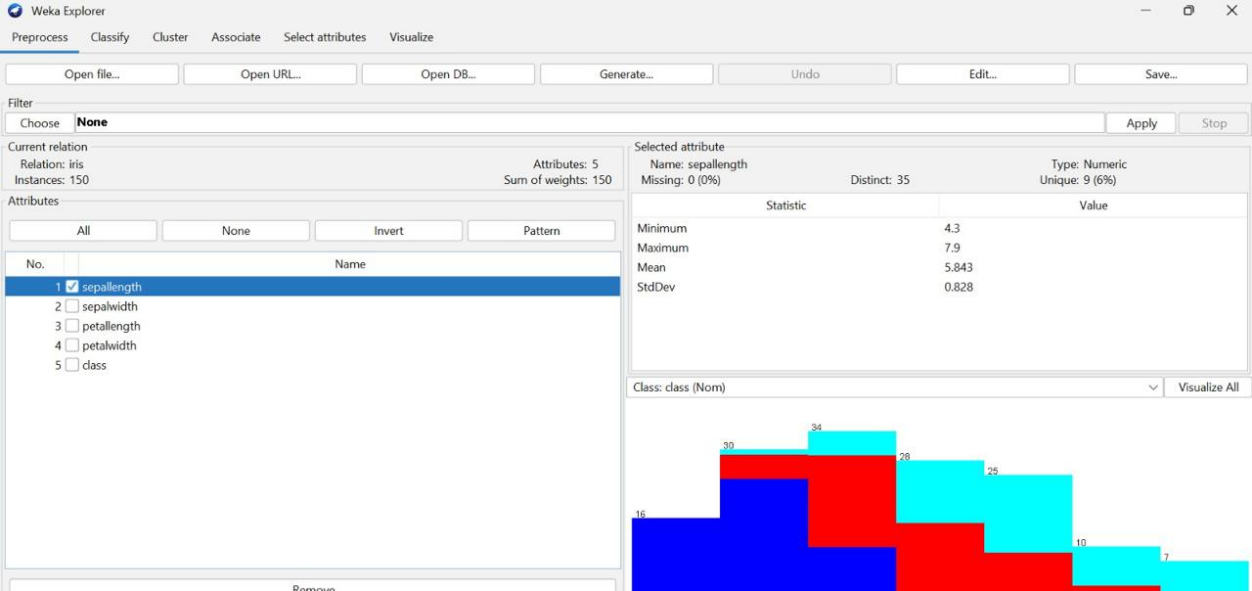 Weka Explorer
Preprocess Classify Cluster Associate Select attributes Visualize
Open file... Open URL... Open DB... Generate... Undo Edit... Save...
Filter
Choose None Apply Stop
Current relation
Relation: iris Attributes: 5
Instances: 150 Sum of weights: 150
Selected attribute
Name: sepallength Type: Numeric
Missing: 0 (0%) Distinct: 35 Unique: 9 (6%)
Attributes
All None Invert Pattern
No. Name
1 sepallength
2 sepalwidth
3 petallength
4 petalwidth
5 class
Remove
Statistic Value
Minimum 4.3
Maximum 7.9
Mean 5.843
StdDev 0.828
Class: class (Nom) Visualize All
16
30
34
28
25
10
7